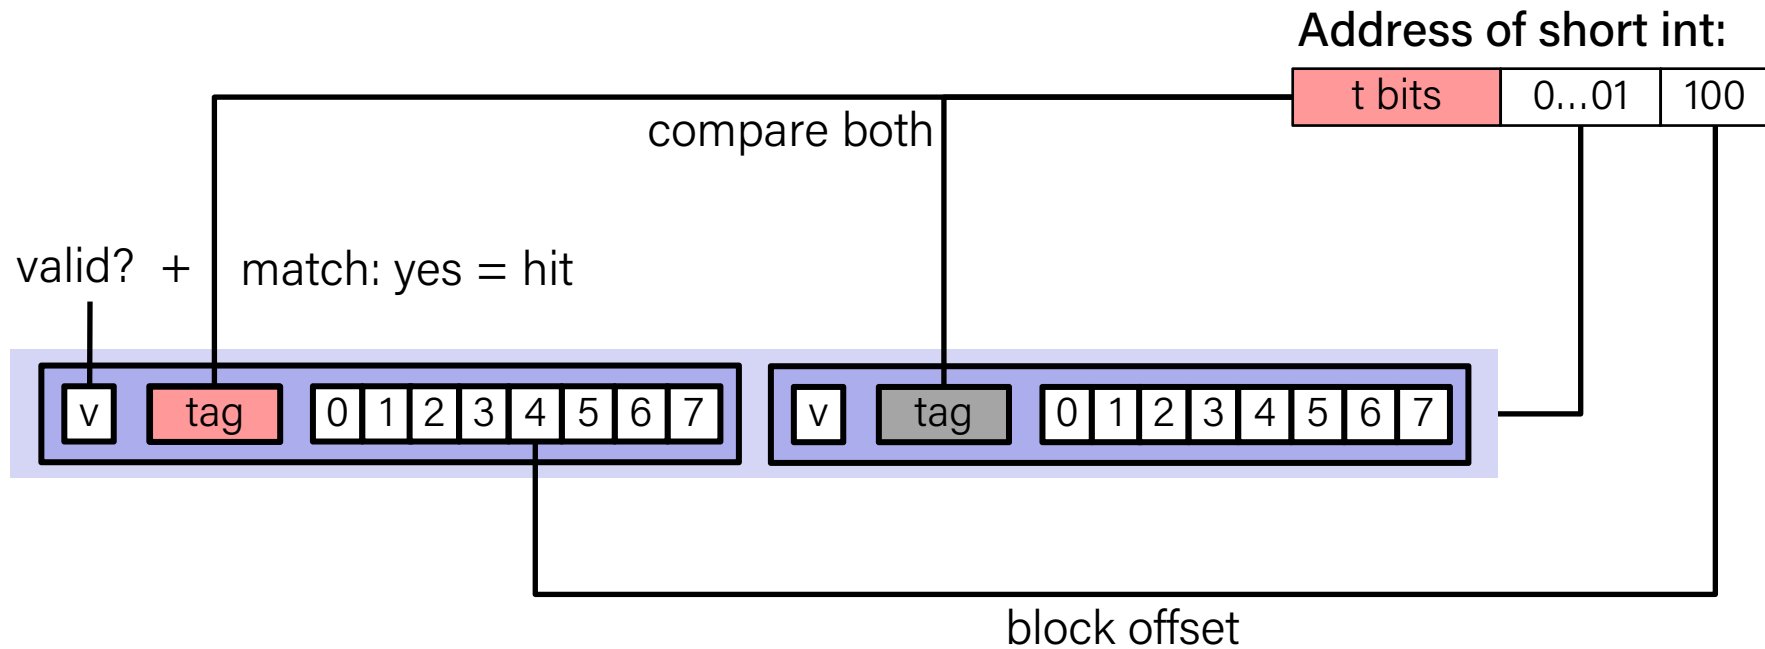 Address of short int:
t bits 0...01 100
compare both
valid? + match: yes = hit
v tag 0 1 2 3 4 5 6 7 v tag 0 1 2 3 4 5 6 7
block offset